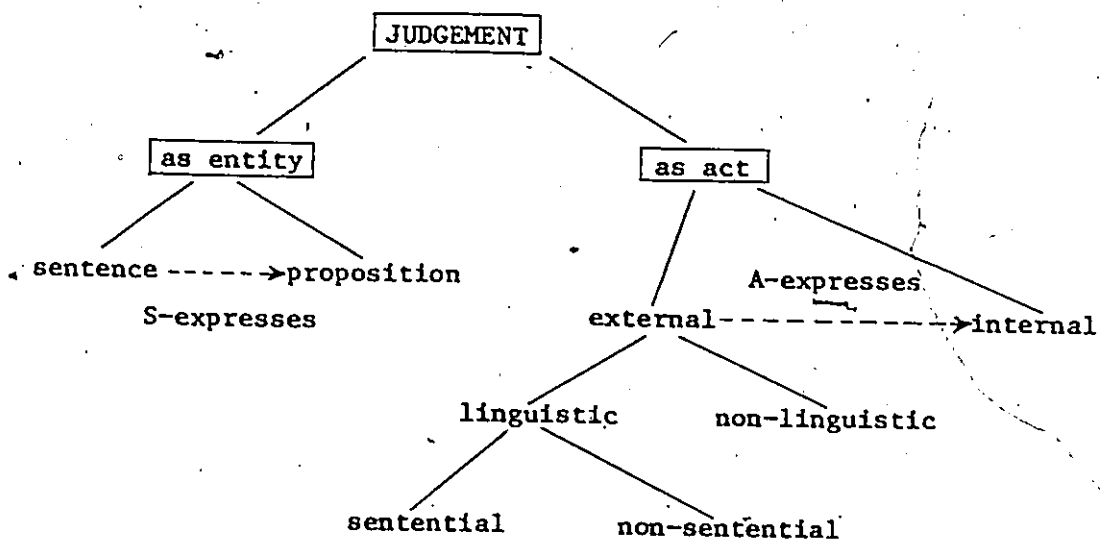 JUDGEMENT
as entity
as act
sentence
proposition
S-expresses
A-expresses
external
internal
linguistic
non-linguistic
sentential
non-sentential